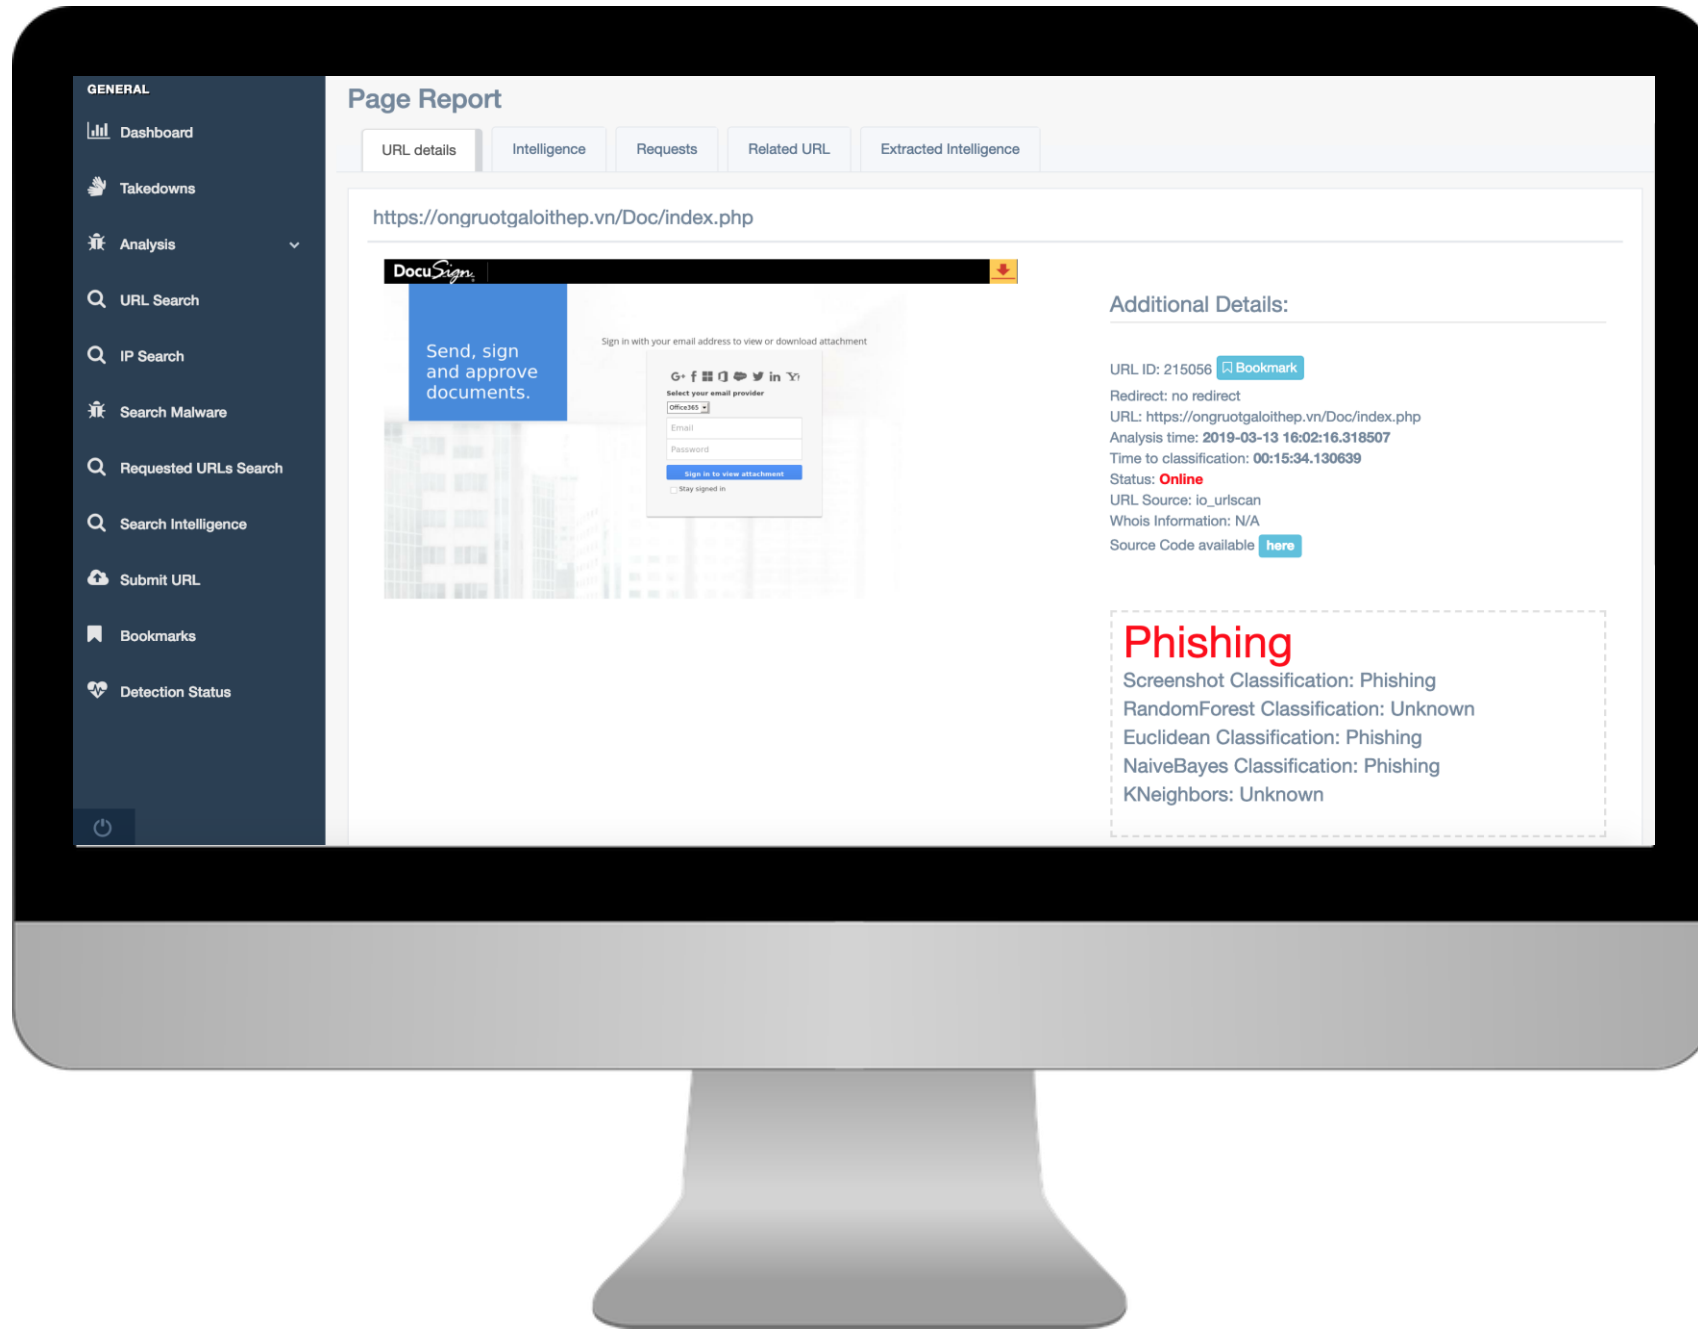 GENERAL
Dashboard
Takedowns
Analysis
URL Search
IP Search
Search Malware
Requested URLs Search
Search Intelligence
Submit URL
Bookmarks
Detection Status
Page Report
URL details
Intelligence
Requests
Related URL
Extracted Intelligence
https://ongruotgaloithep.vn/Doc/index.php
DocuSign
Send, sign
and approve
documents.
Sign in with your email address to view or download attachment
Select your email provider
Office365
Email
Password
Sign in to view attachment
Stay signed in
Additional Details:
URL ID: 215056 Bookmark
Redirect: no redirect
URL: https://ongruotgaloithep.vn/Doc/index.php
Analysis time: 2019-03-13 16:02:16.318507
Time to classification: 00:15:34.130639
Status: Online
URL Source: io_urlscan
Whois Information: N/A
Source Code available here
Phishing
Screenshot Classification: Phishing
RandomForest Classification: Unknown
Euclidean Classification: Phishing
NaiveBayes Classification: Phishing
KNeighbors: Unknown